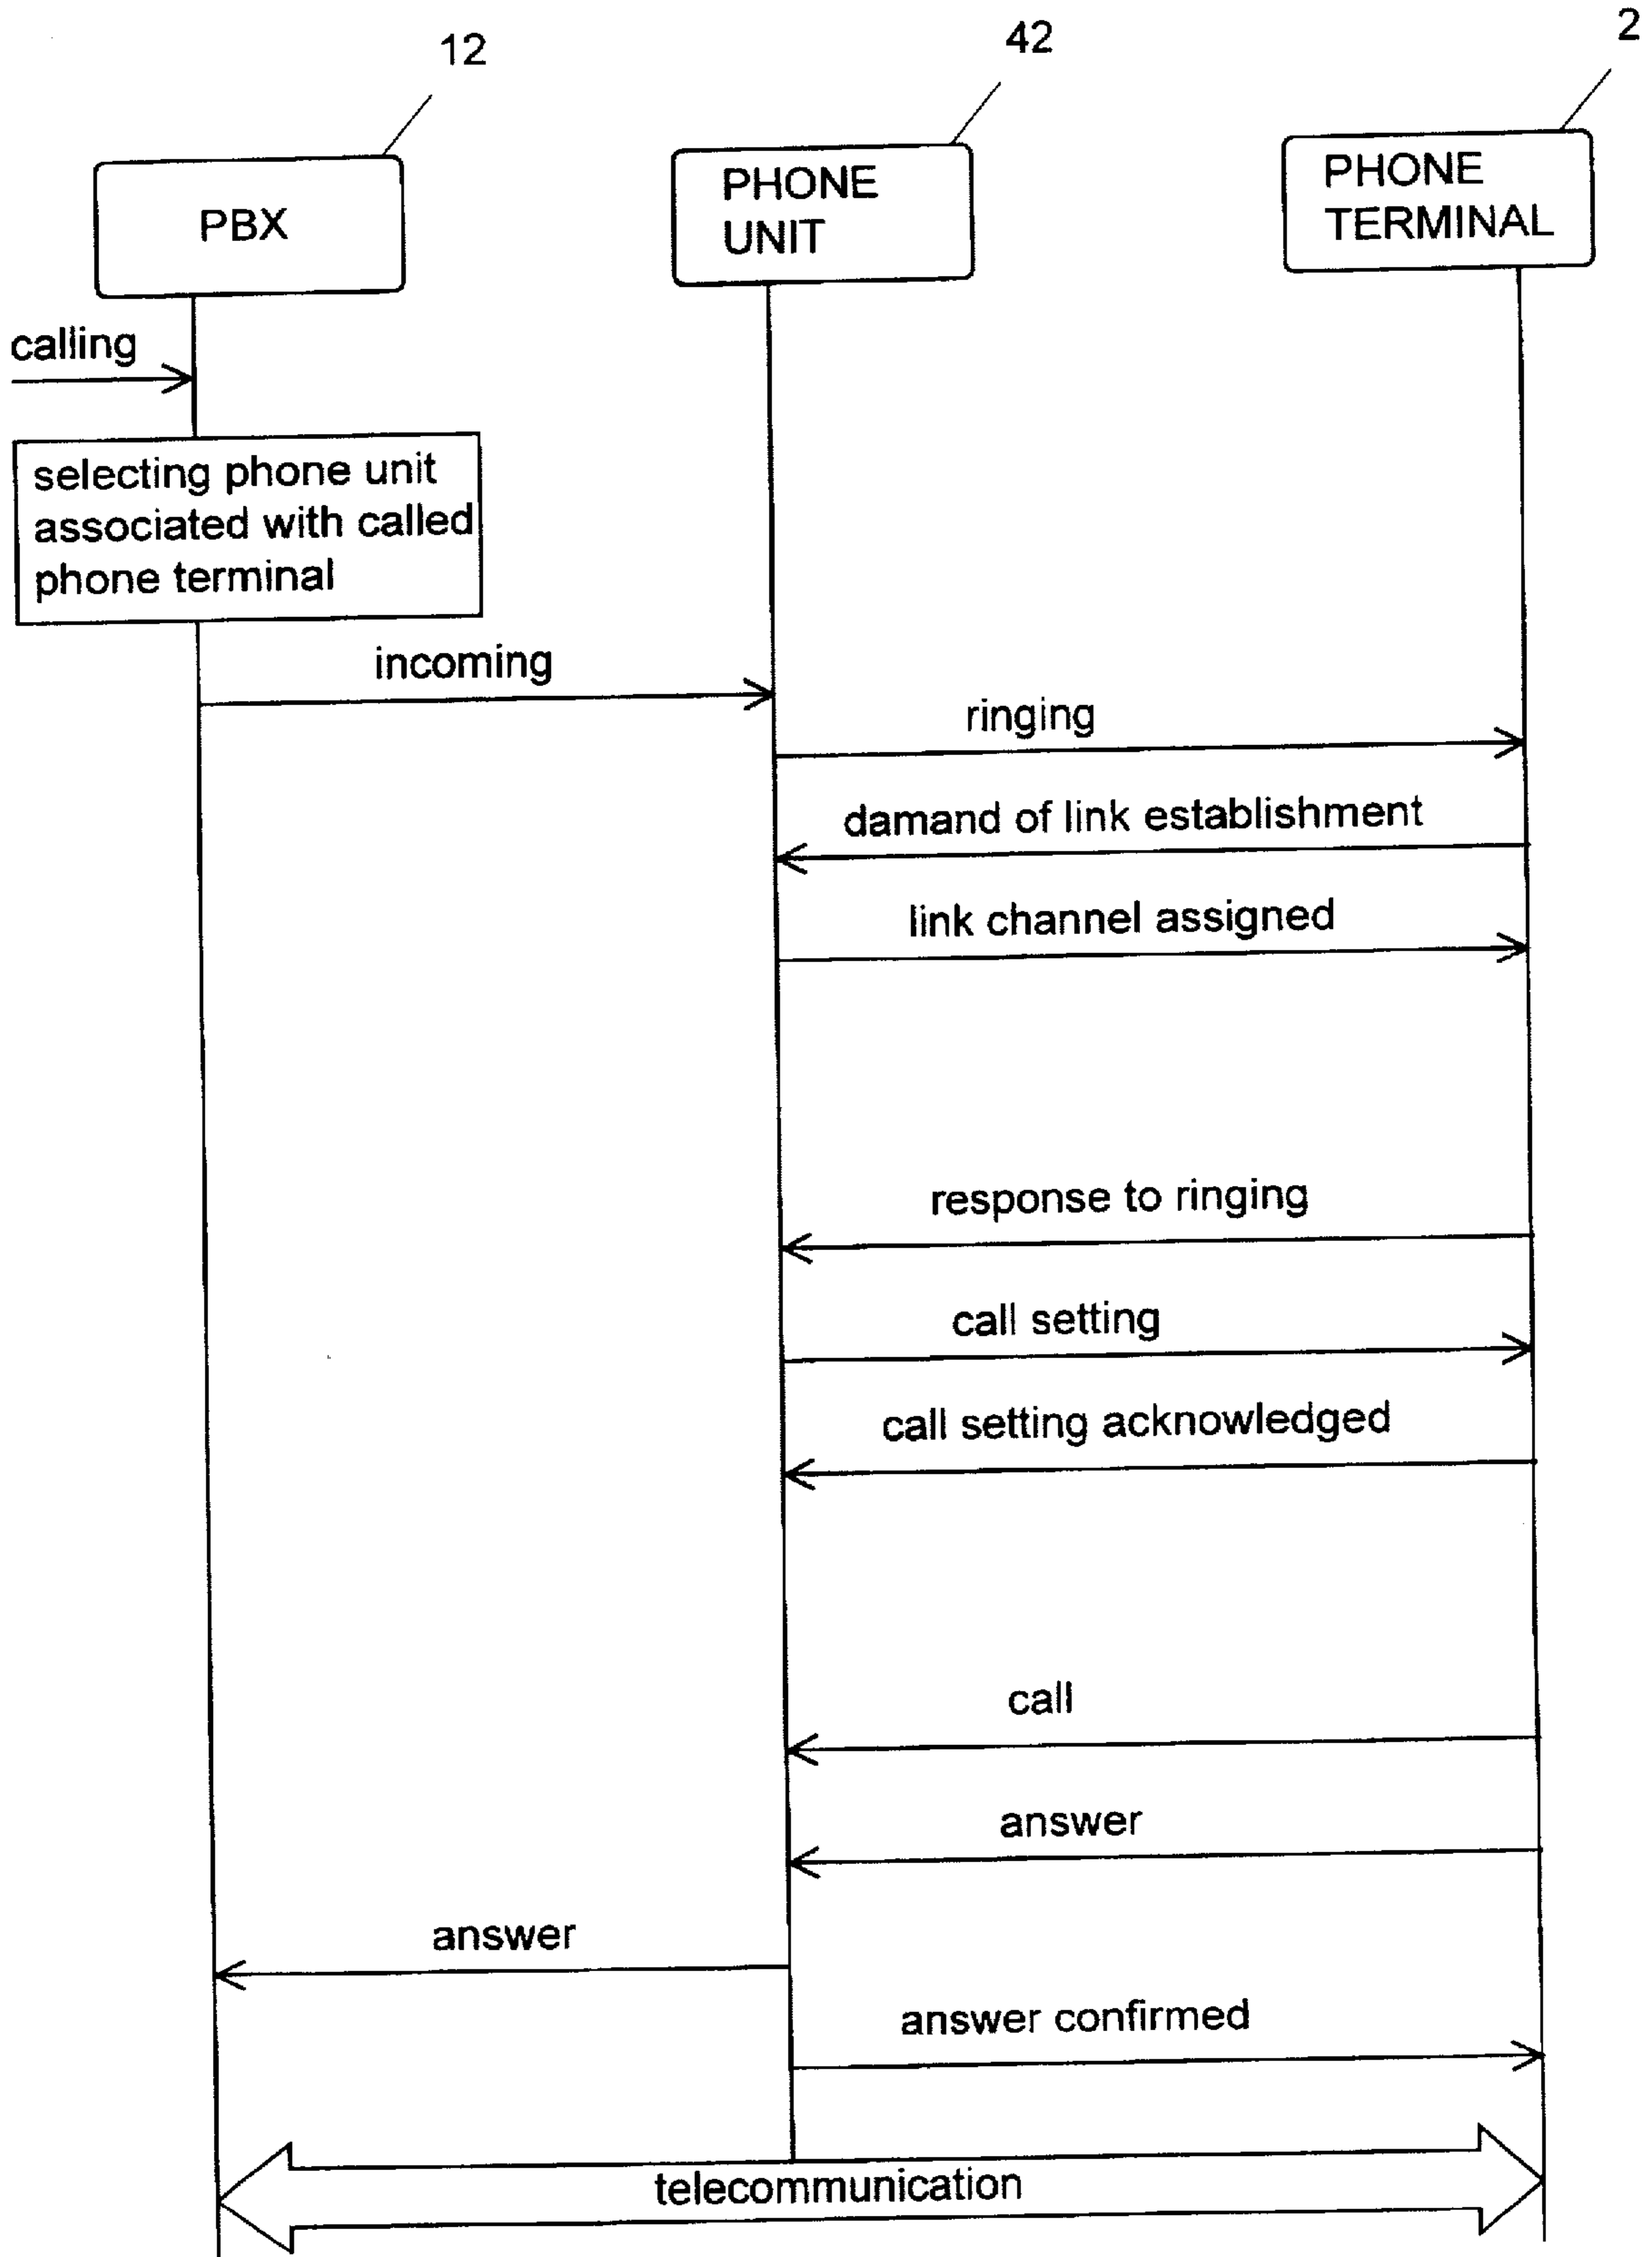 12
42
2
PBX
PHONE
UNIT
PHONE
TERMINAL
calling
selecting phone unit
associated with called
phone terminal
incoming
ringing
damand of link establishment
link channel assigned
response to ringing
call setting
call setting acknowledged
call
answer
answer
answer confirmed
telecommunication